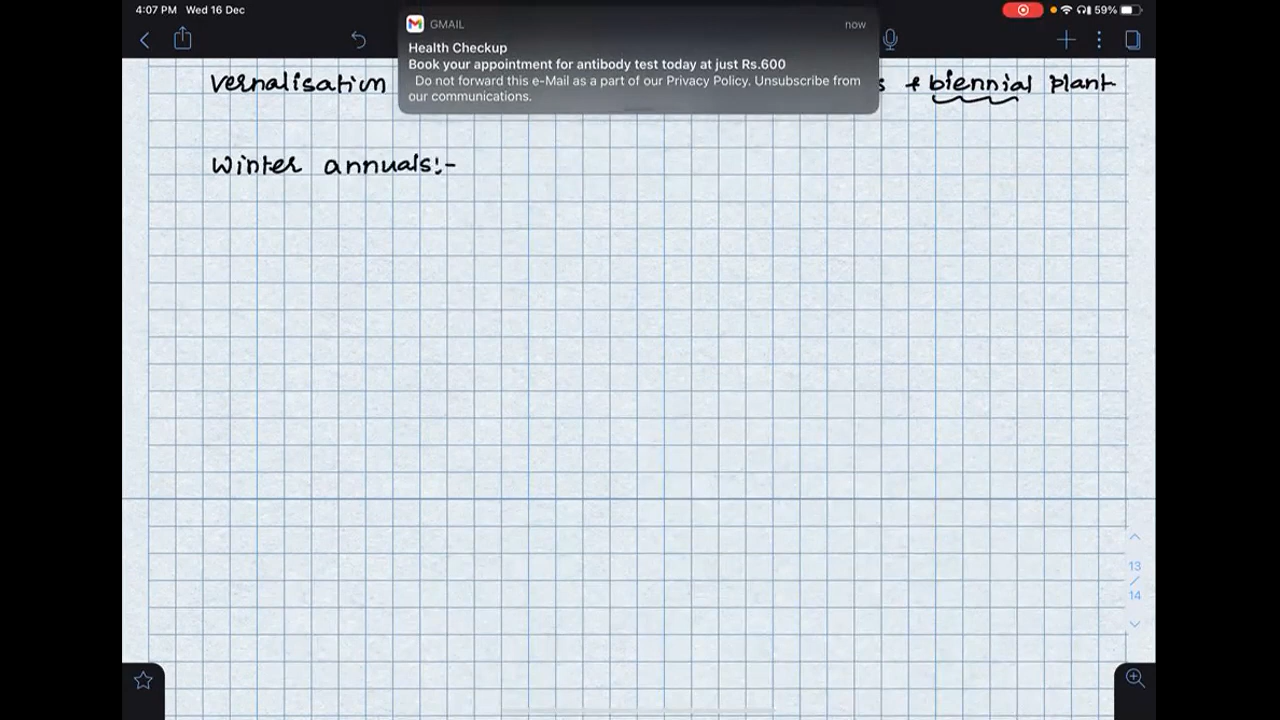 4:07 PM Wed 16 Dec
59%
GMAIL
now
Health Checkup
Book your appointment for antibody test today at just Rs.600
Do not forward this e-Mail as a part of our Privacy Policy. Unsubscribe from
our communications.
vernalisation + biennial plant
Winter annuals:-
13
/
14